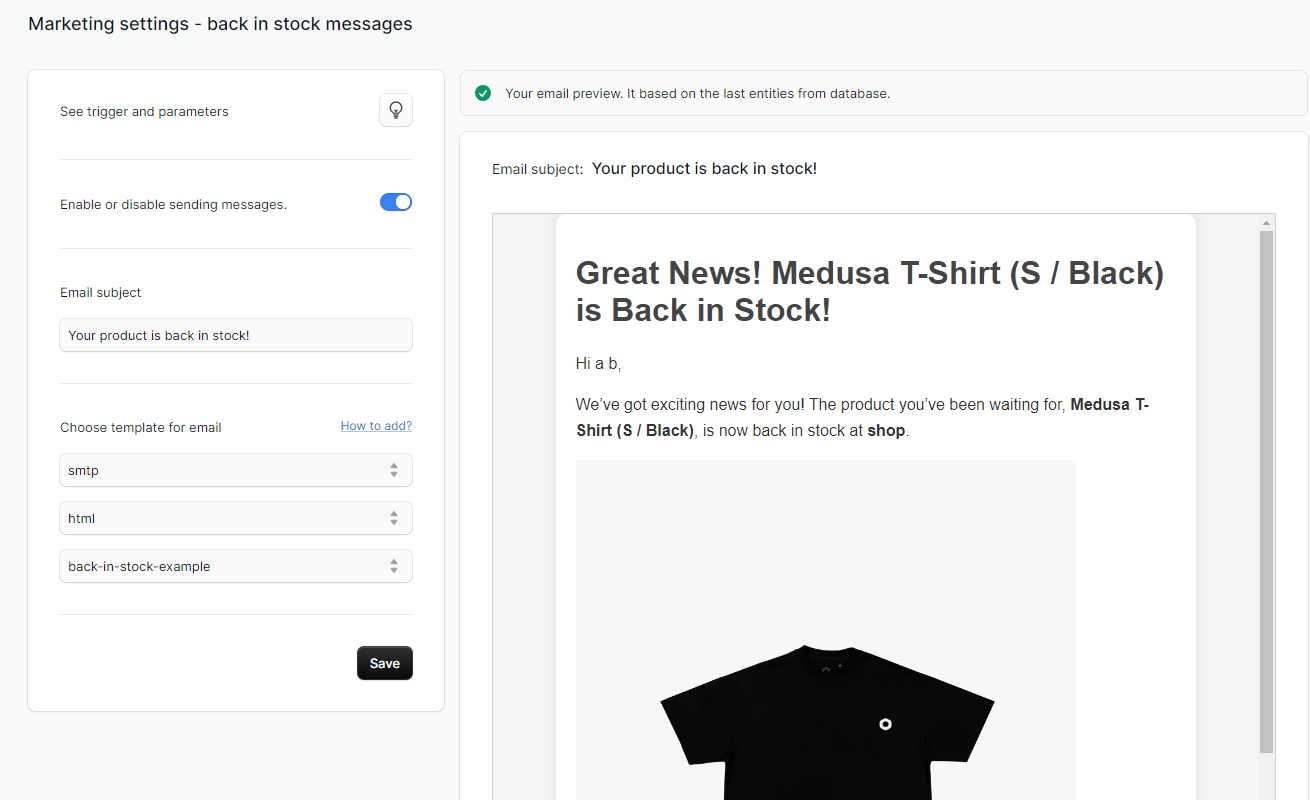 Marketing settings - back in stock messages
See trigger and parameters
Enable or disable sending messages.
Email subject
Your product is back in stock!
Choose template for email
How to add?
smtp
html
back-in-stock-example
Save
Your email preview. It based on the last entities from database.
Email subject: Your product is back in stock!
Great News! Medusa T-Shirt (S / Black)
is Back in Stock!
Hi a b,
We’ve got exciting news for you! The product you’ve been waiting for, Medusa T-
Shirt (S / Black), is now back in stock at shop.